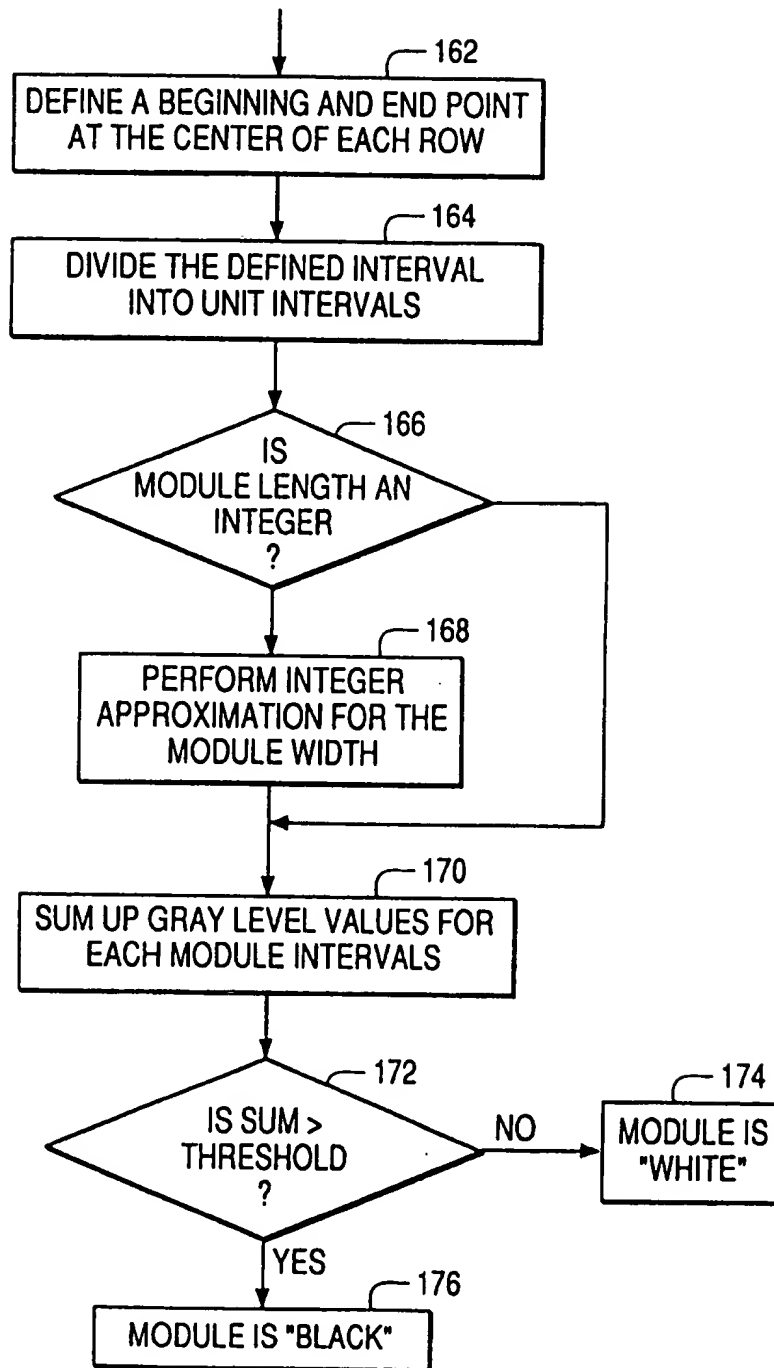 162
DEFINE A BEGINNING AND END POINT
AT THE CENTER OF EACH ROW
164
DIVIDE THE DEFINED INTERVAL
INTO UNIT INTERVALS
166
IS
MODULE LENGTH AN
INTEGER
?
168
PERFORM INTEGER
APPROXIMATION FOR THE
MODULE WIDTH
170
SUM UP GRAY LEVEL VALUES FOR
EACH MODULE INTERVALS
172
IS SUM >
THRESHOLD
?
NO
174
MODULE IS
"WHITE"
YES
176
MODULE IS "BLACK"